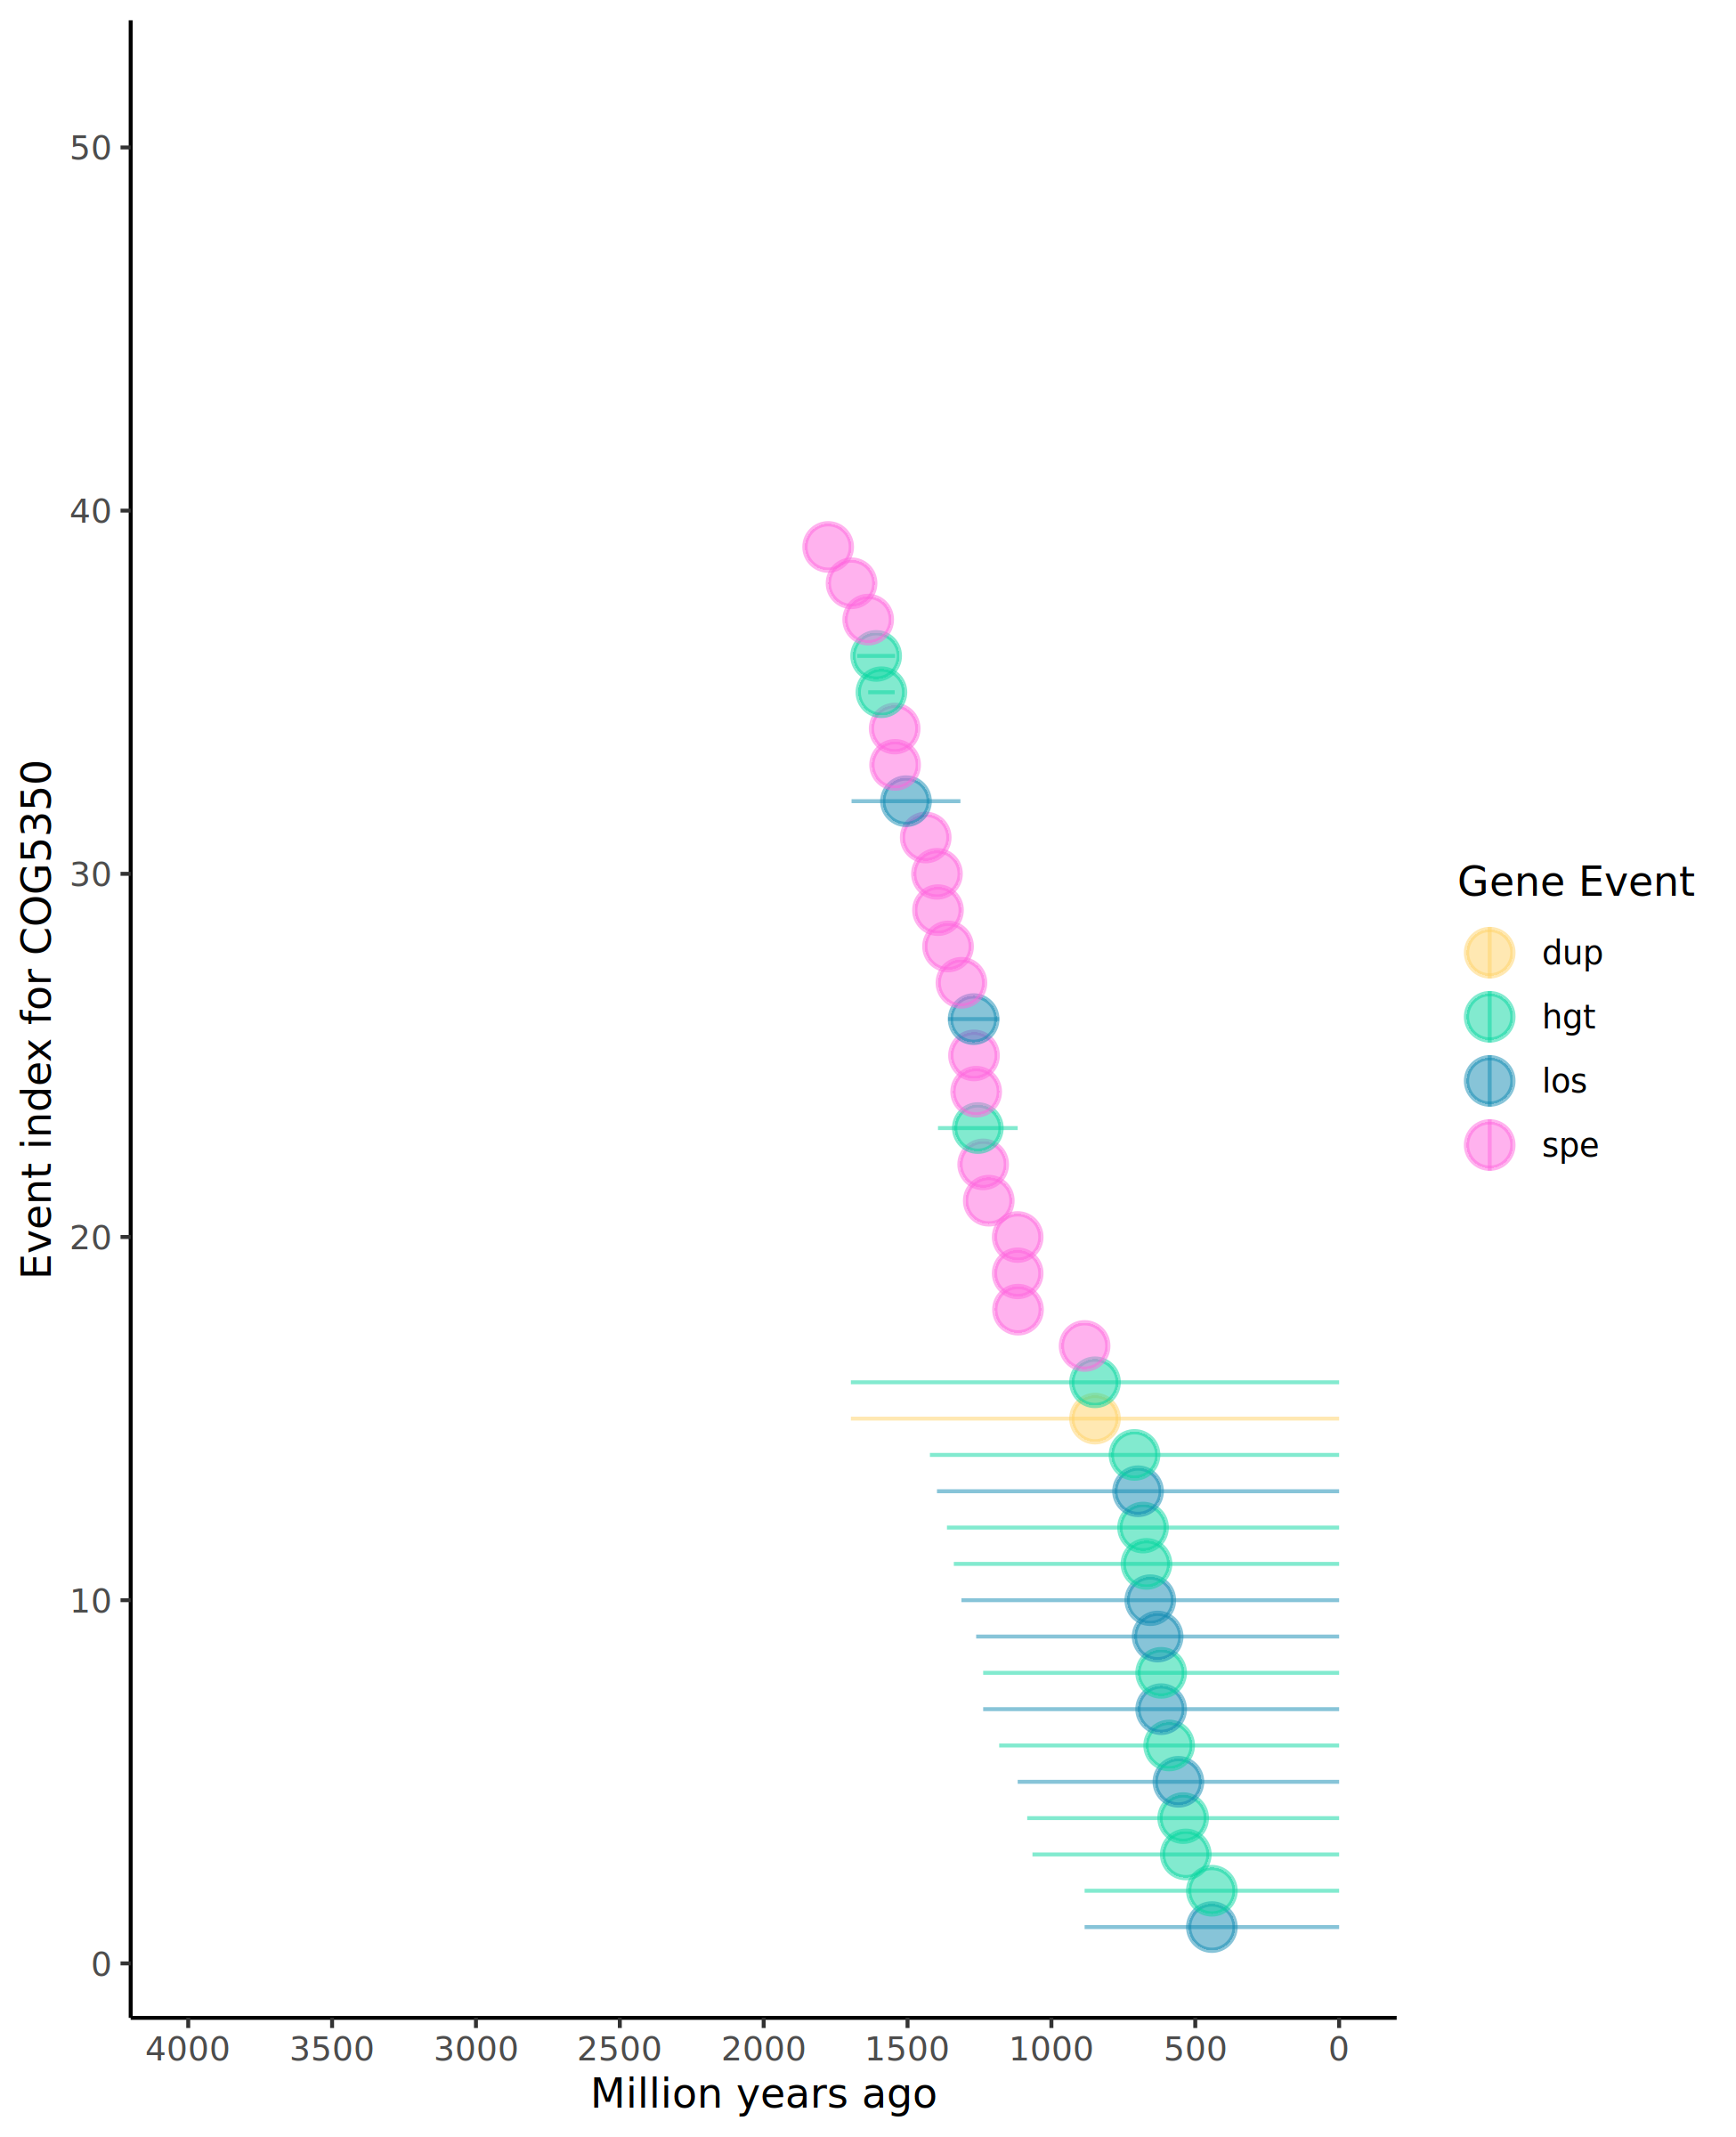 50
40
30
20
10
0
Event index for COG5350
4000 3500 3000 2500 2000 1500 1000 500 0
Million years ago
Gene Event
dup
hgt
los
spe